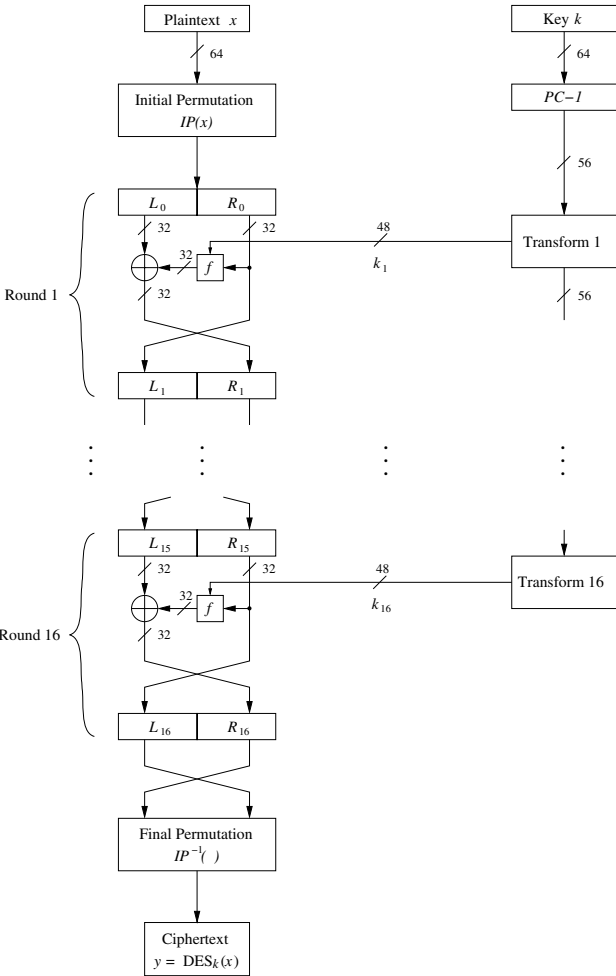 Plaintext x
Key k
64
64
Initial Permutation
IP(x)
PC−1
56
L0 R0
32 32
48
Transform 1
32
f
k1
32
56
Round 1
L1 R1
L15 R15
32 32
48
Transform 16
32
f
k16
32
Round 16
L16 R16
Final Permutation
IP−1( )
Ciphertext
y = DESk(x)